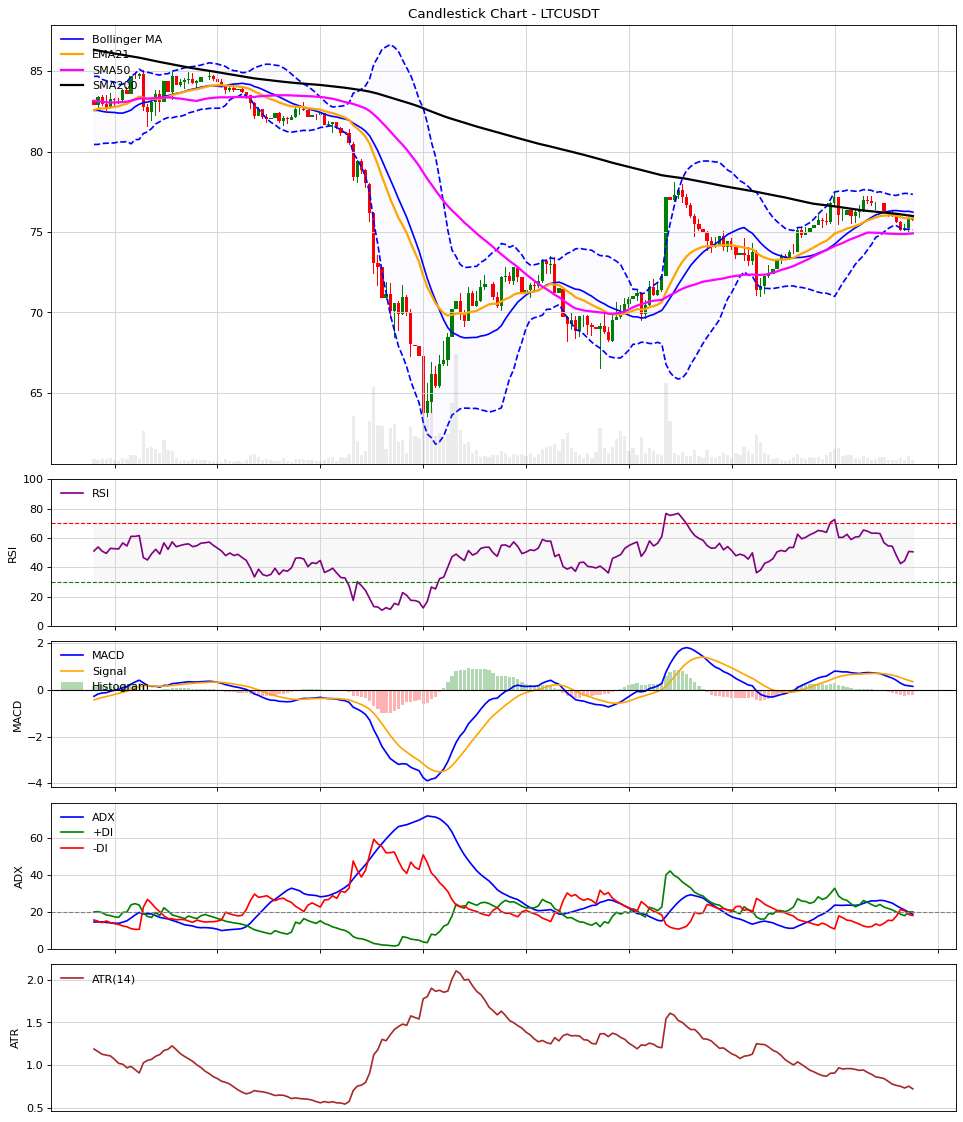 Candlestick Chart - LTCUSDT
Bollinger MA
EMA21
SMA50
SMA200
85
80
75
70
65
RSI
100
80
60
40
20
0
RSI
MACD
Signal
Histogram
2
0
−2
−4
MACD
ADX
+DI
-DI
60
40
20
0
ADX
ATR(14)
2.0
1.5
1.0
0.5
ATR